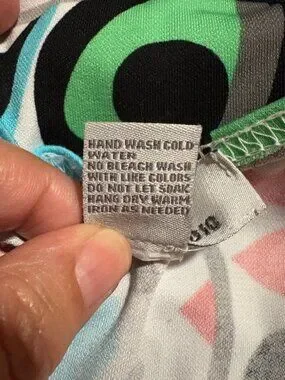 HAND WASH COLD
WATER
NO BLEACH WASH
WITH LIKE COLORS
DO NOT LET SOAK
HANG DRY WARM
IRON AS NEEDED